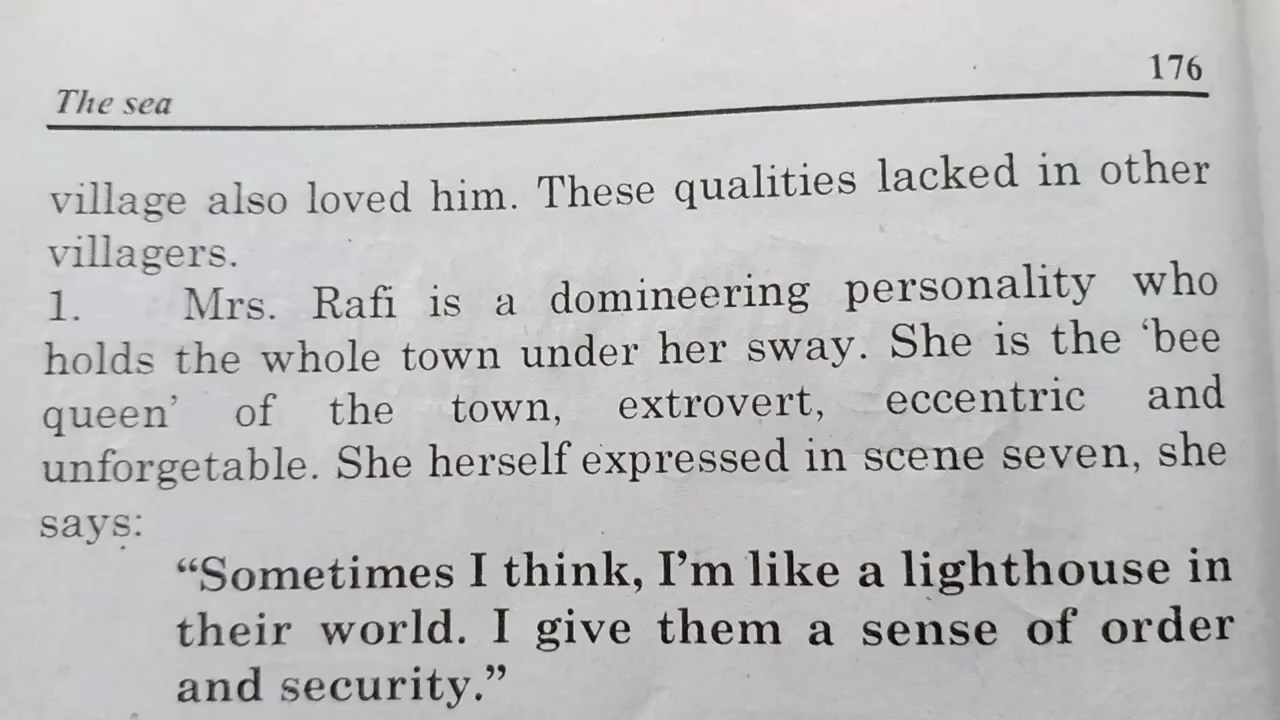 The sea 176
village also loved him. These qualities lacked in other
villagers.
1. Mrs. Rafi is a domineering personality who
holds the whole town under her sway. She is the ‘bee
queen’ of the town, extrovert, eccentric and
unforgetable. She herself expressed in scene seven, she
says:
“Sometimes I think, I’m like a lighthouse in
their world. I give them a sense of order
and security.”